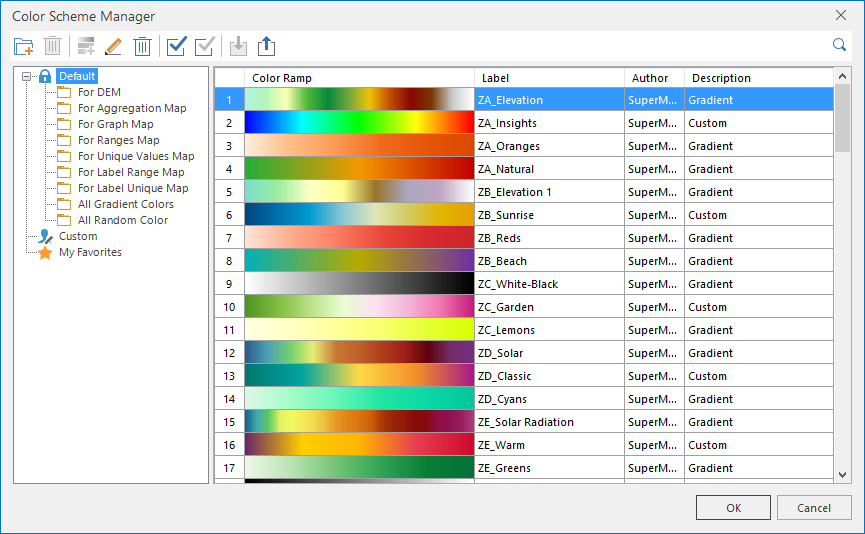 Color Scheme Manager
Default
For DEM
For Aggregation Map
For Graph Map
For Ranges Map
For Unique Values Map
For Label Range Map
For Label Unique Map
All Gradient Colors
All Random Color
Custom
My Favorites
Color Ramp Label Author Description
1 ZA_Elevation SuperM... Gradient
2 ZA_Insights SuperM... Custom
3 ZA_Oranges SuperM... Gradient
4 ZA_Natural SuperM... Gradient
5 ZB_Elevation 1 SuperM... Gradient
6 ZB_Sunrise SuperM... Custom
7 ZB_Reds SuperM... Gradient
8 ZB_Beach SuperM... Gradient
9 ZC_White-Black SuperM... Gradient
10 ZC_Garden SuperM... Custom
11 ZC_Lemons SuperM... Gradient
12 ZD_Solar SuperM... Gradient
13 ZD_Classic SuperM... Custom
14 ZD_Cyans SuperM... Gradient
15 ZE_Solar Radiation SuperM... Gradient
16 ZE_Warm SuperM... Custom
17 ZE_Greens SuperM... Gradient
OK Cancel